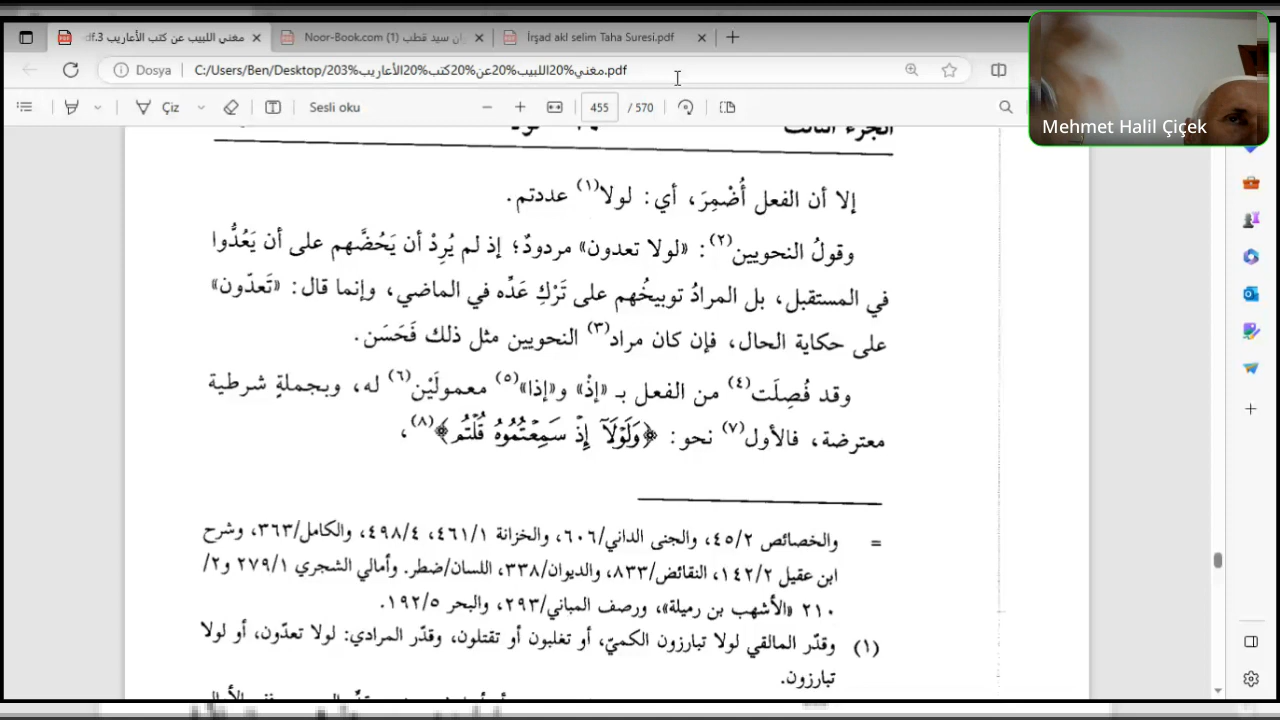 مغني اللبيب عن كتب الأعاريب 3.
Noor-Book.com (1) ان سيد قطب
İrşad akl selim Taha Suresi.pdf
Dosya
C:/Users/Ben/Desktop/203%مغني%20اللبيب%20عن%20كتب%20الأعاريب.pdf
Çiz
Sesli oku
455 / 570
Mehmet Halil Çiçek
الجزء الثالث
إلا أن الفعل أُضْمِرَ، أي: لولا(١) عددتم.
وقولُ النحويين(٢): «لولا تعدون» مردودٌ؛ إذ لم يُرِدْ أن يَحُضَّهم على أن يَعُدُّوا
في المستقبل، بل المرادُ توبيخُهم على تَرْكِ عَدِّه في الماضي، وإنما قال: «تَعدّون»
على حكاية الحال، فإن كان مراد(٣) النحويين مثل ذلك فَحَسَن.
وقد فُصِلَت(٤) من الفعل بـ «إذْ» و«إذا»(٥) معمولَيْن(٦) له، وبجملةٍ شرطية
معترضة، فالأول(٧) نحو: ﴿وَلَوْلَآ إِذْ سَمِعْتُمُوهُ قُلْتُم﴾(٨)،
= والخصائص ٤٥/٢، والجنى الداني/٦٠٦، والخزانة ٤٦١/١، ٤٩٨/٤، والكامل/٣٦٣، وشرح
ابن عقيل ١٤٢/٢، النقائض/٨٣٣، والديوان/٣٣٨، اللسان/ضطر. وأمالي الشجري ٢٧٩/١ و٢/
٢١٠ «الأشهب بن رميلة»، ورصف المباني/٢٩٣، والبحر ١٩٢/٥.
(١) وقدّر المالقي لولا تبارزون الكميّ، أو تغلبون أو تقتلون، وقدّر المرادي: لولا تعدّون، أو لولا
تبارزون.